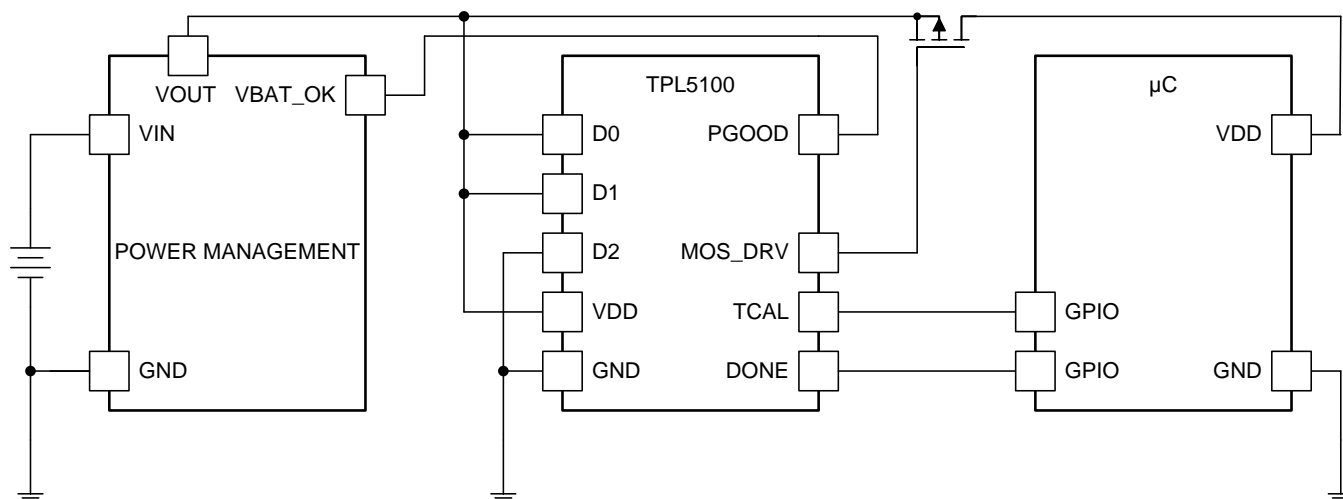 VOUT
VBAT_OK
VIN
POWER MANAGEMENT
GND
TPL5100
D0
PGOOD
D1
D2
MOS_DRV
VDD
TCAL
GND
DONE
µC
VDD
GPIO
GPIO
GND